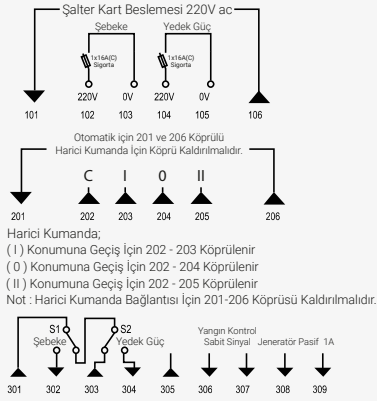 Şalter Kart Beslemesi 220V ac
Şebeke Yedek Güç
1x16A(C) Sigorta 1x16A(C) Sigorta
220V 0V 220V 0V
101 102 103 104 105 106
Otomatik için 201 ve 206 Köprülü
Harici Kumanda İçin Köprü Kaldırılmalıdır.
C I 0 II
201 202 203 204 205 206
Harici Kumanda;
( I ) Konumuna Geçiş İçin 202 - 203 Köprülenir
( 0 ) Konumuna Geçiş İçin 202 - 204 Köprülenir
( II ) Konumuna Geçiş İçin 202 - 205 Köprülenir
Not : Harici Kumanda Bağlantısı İçin 201-206 Köprüsü Kaldırılmalıdır.
S1 S2 Yangın Kontrol
Şebeke Yedek Güç Sabit Sinyal Jeneratör Pasif 1A
301 302 303 304 305 306 307 308 309